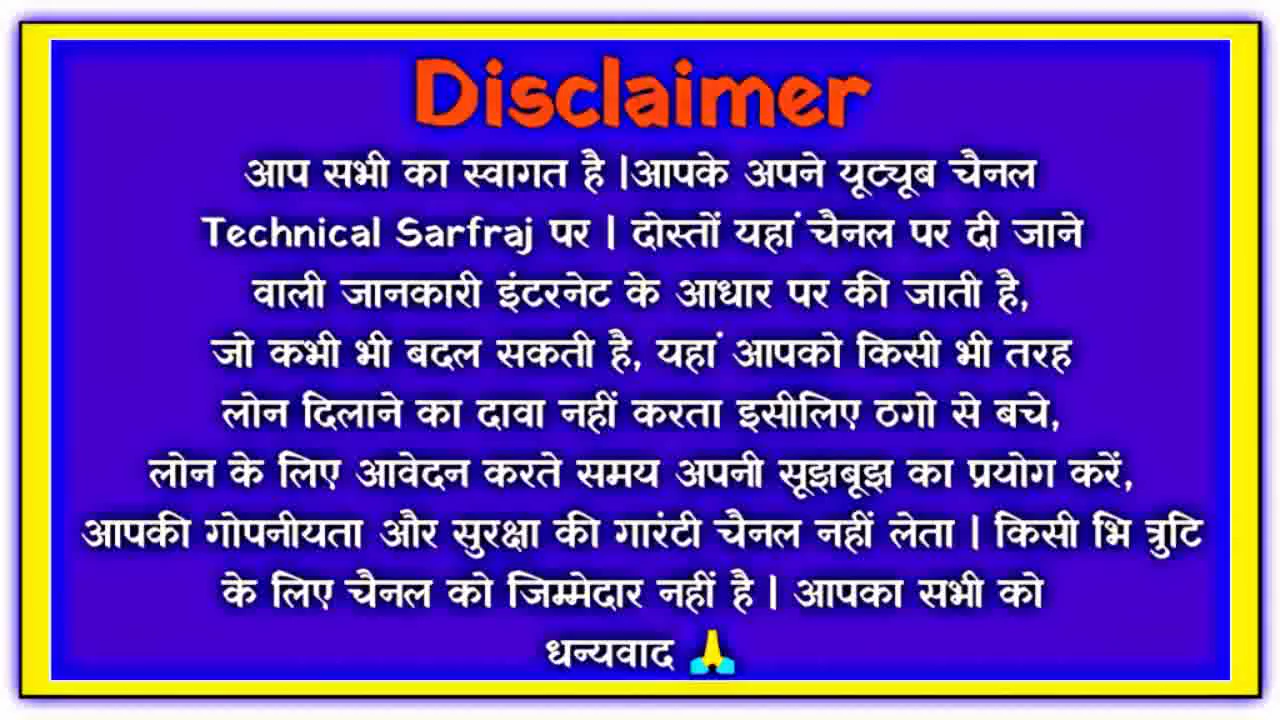 Disclaimer
आप सभी का स्वागत है |आपके अपने यूट्यूब चैनल
Technical Sarfraj पर | दोस्तों यहां चैनल पर दी जाने
वाली जानकारी इंटरनेट के आधार पर की जाती है,
जो कभी भी बदल सकती है, यहां आपको किसी भी तरह
लोन दिलाने का दावा नहीं करता इसीलिए ठगो से बचे,
लोन के लिए आवेदन करते समय अपनी सूझबूझ का प्रयोग करें,
आपकी गोपनीयता और सुरक्षा की गारंटी चैनल नहीं लेता | किसी भि त्रुटि
के लिए चैनल को जिम्मेदार नहीं है | आपका सभी को
धन्यवाद 🙏